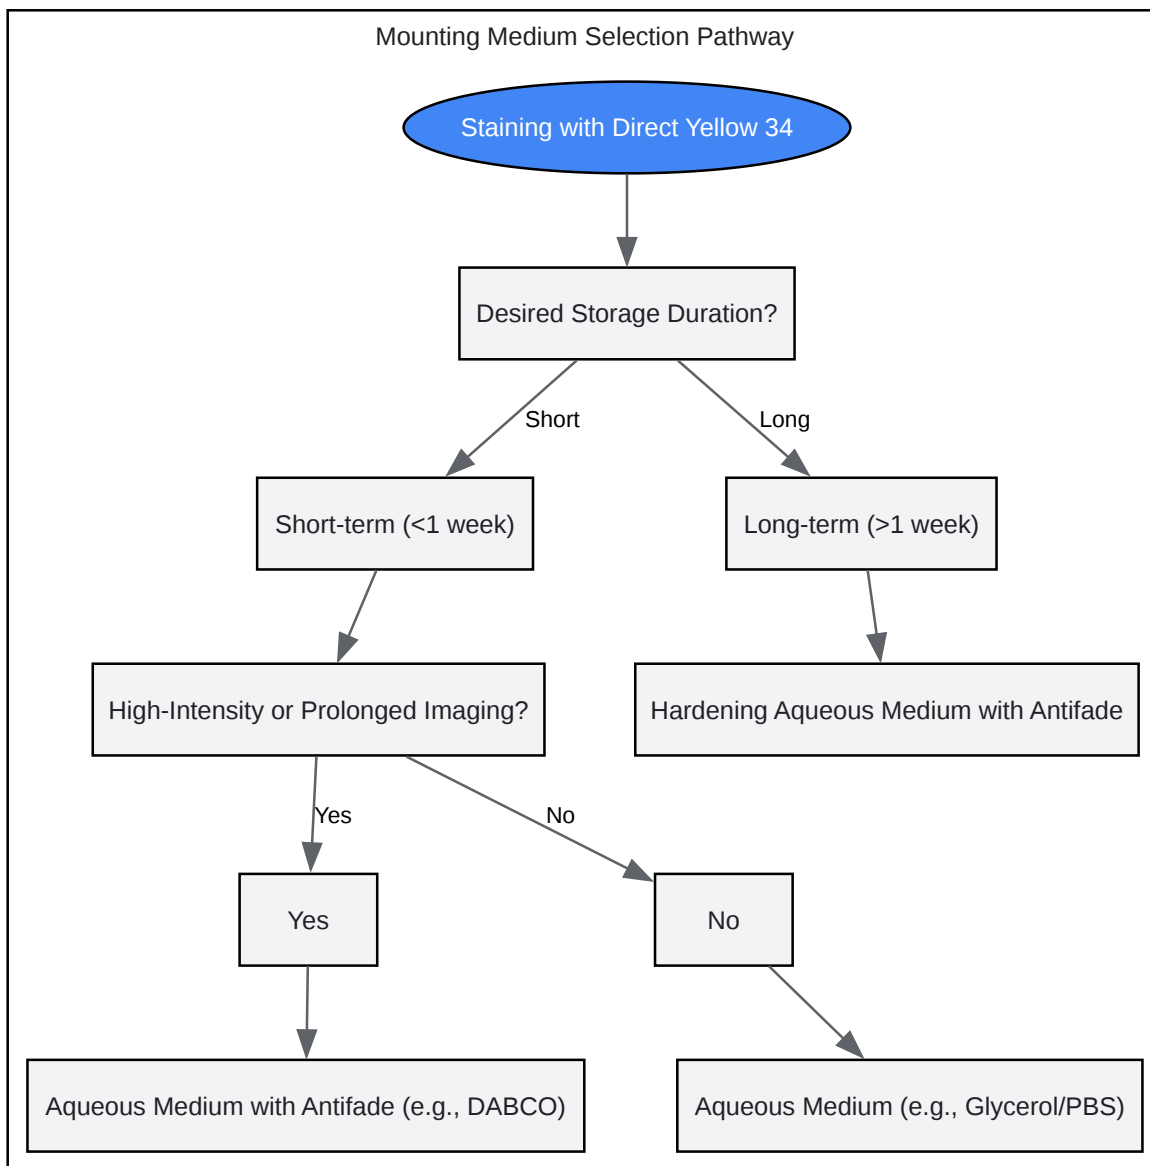 Mounting Medium Selection Pathway
Staining with Direct Yellow 34
Desired Storage Duration?
Short
Long
Short-term (<1 week)
Long-term (>1 week)
High-Intensity or Prolonged Imaging?
Hardening Aqueous Medium with Antifade
Yes
No
Yes
No
Aqueous Medium with Antifade (e.g., DABCO)
Aqueous Medium (e.g., Glycerol/PBS)